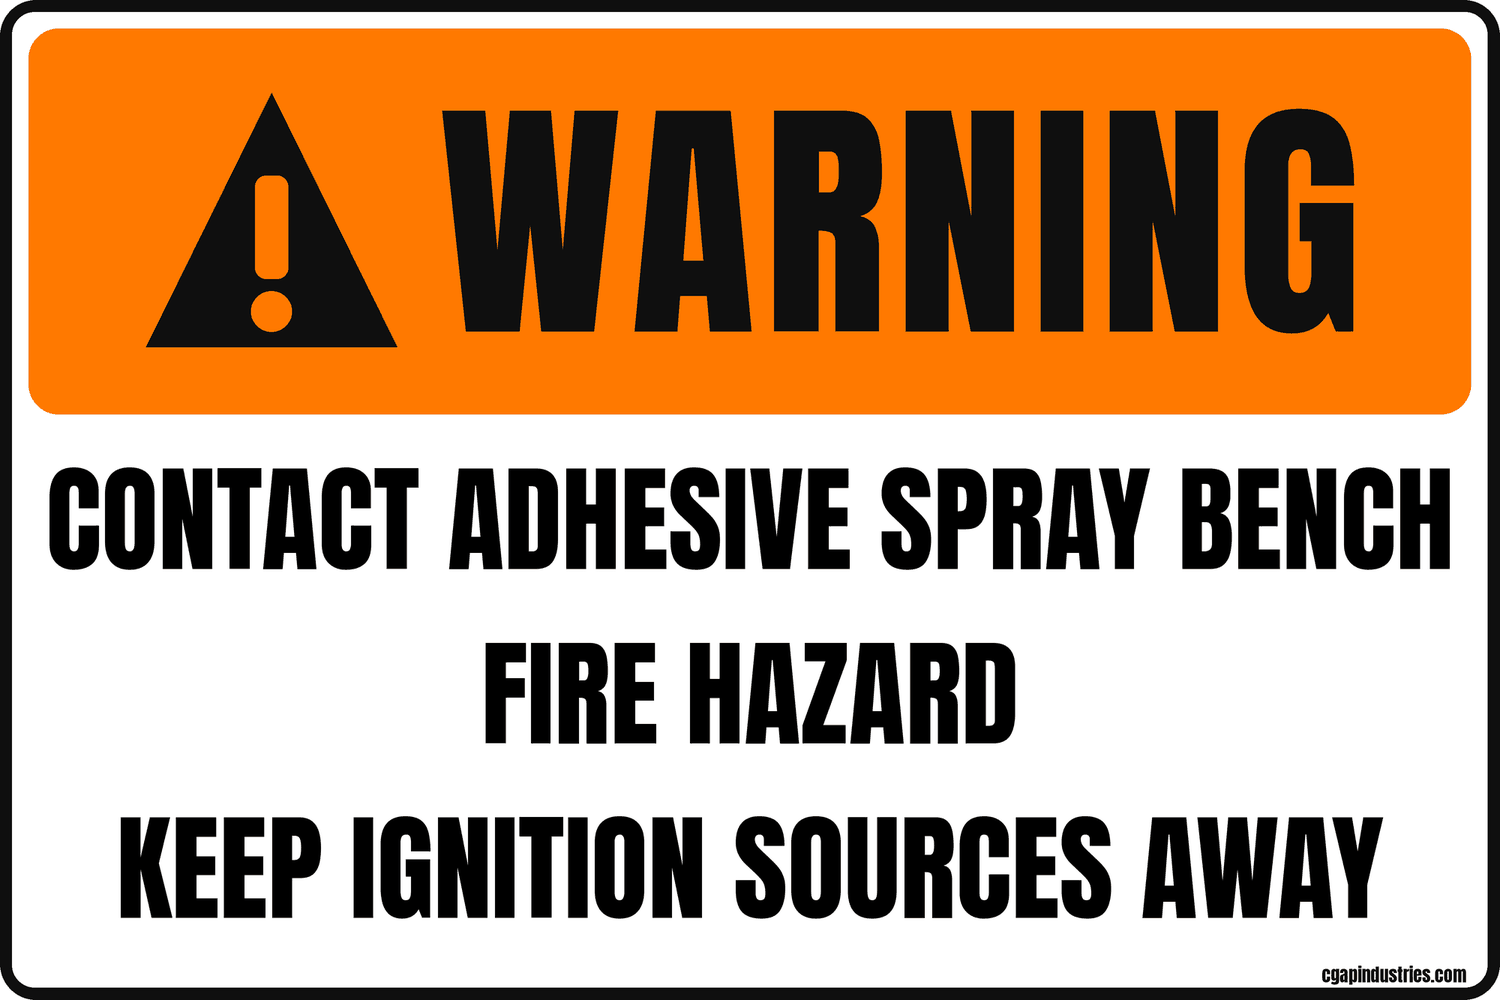 WARNING
CONTACT ADHESIVE SPRAY BENCH
FIRE HAZARD
KEEP IGNITION SOURCES AWAY
cgapindustries.com